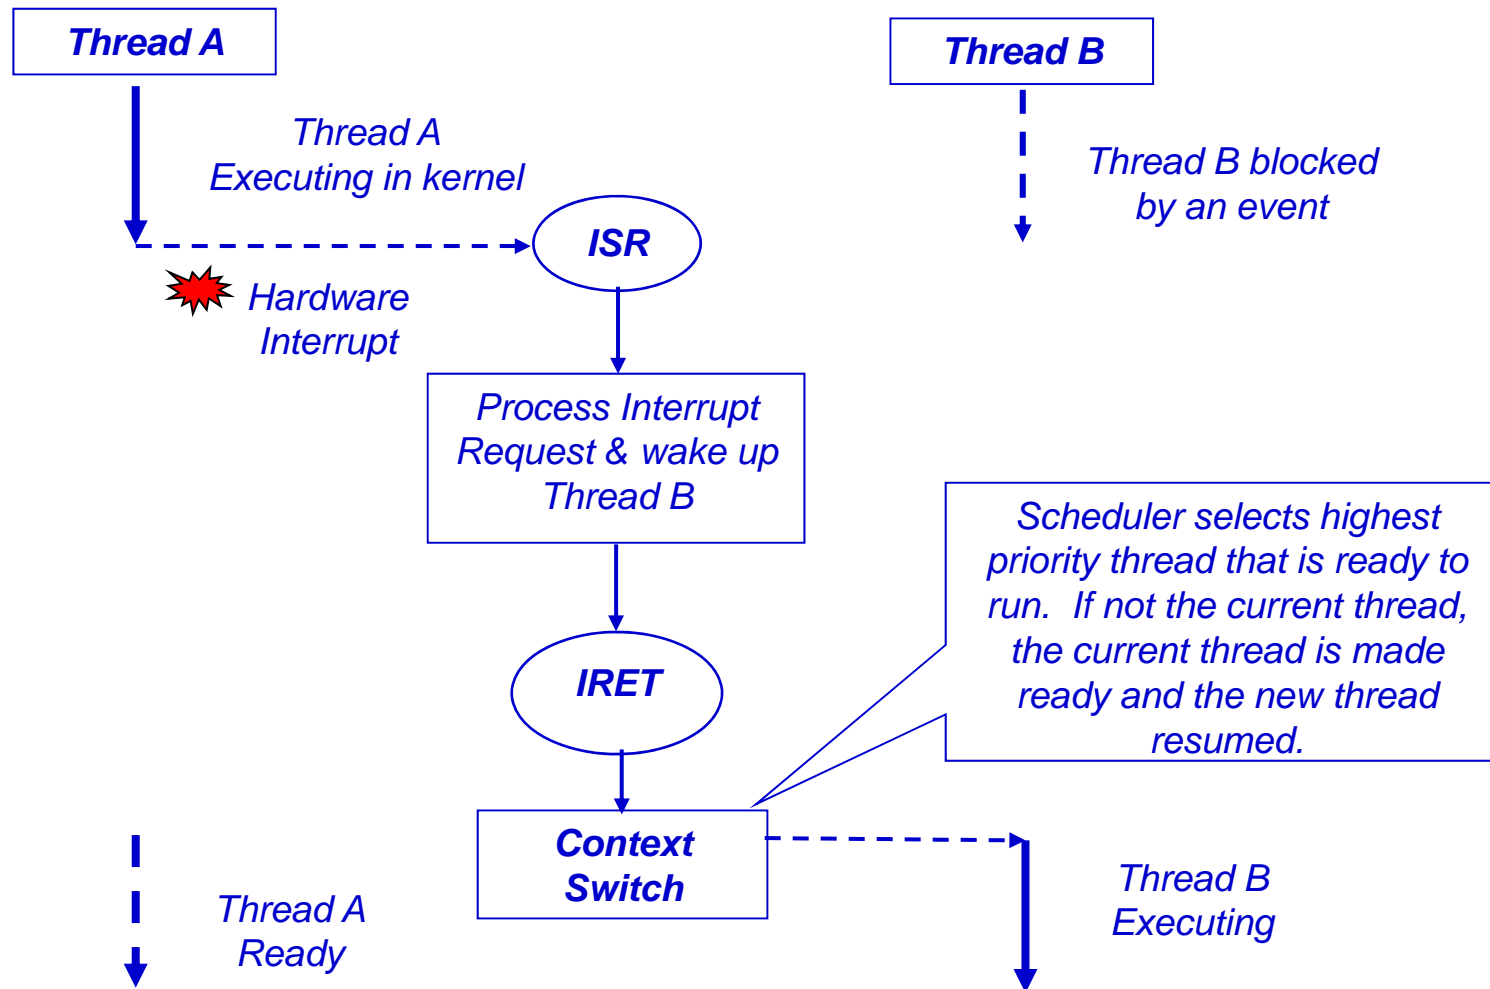 Thread A
Thread B
Thread A
Executing in kernel
Thread B blocked
by an event
ISR
Hardware
Interrupt
Process Interrupt
Request & wake up
Thread B
Scheduler selects highest
priority thread that is ready to
run. If not the current thread,
the current thread is made
ready and the new thread
resumed.
IRET
Context
Switch
Thread A
Ready
Thread B
Executing